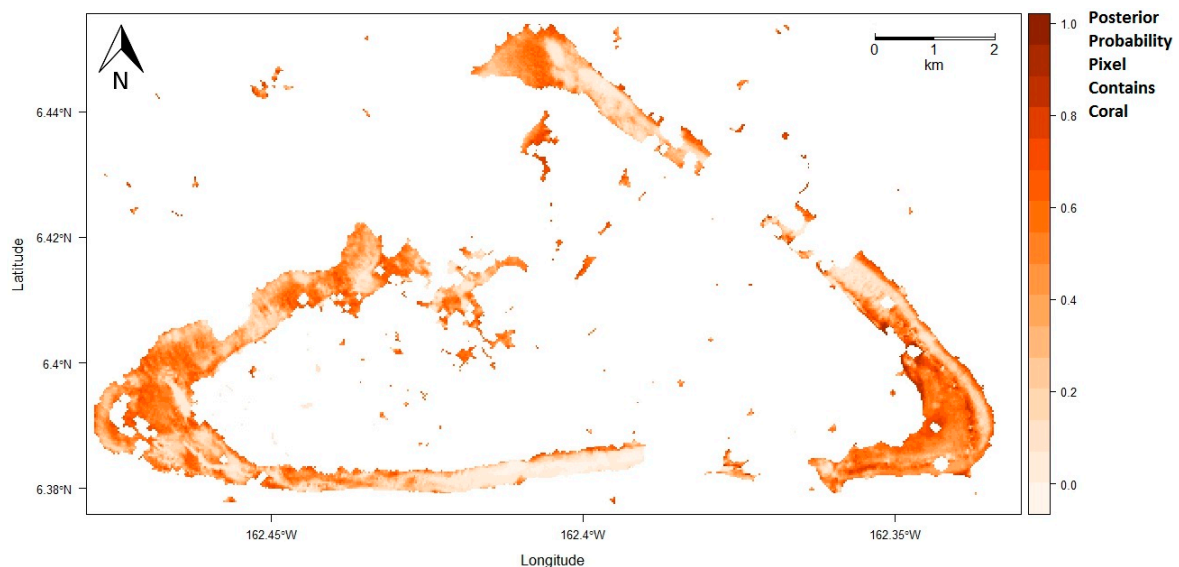 N
0 1 2
km
1.0
0.8
0.6
0.4
0.2
0.0
Posterior
Probability
Pixel
Contains
Coral
6.44°N
6.42°N
6.4°N
6.38°N
Latitude
162.45°W
162.4°W
162.35°W
Longitude